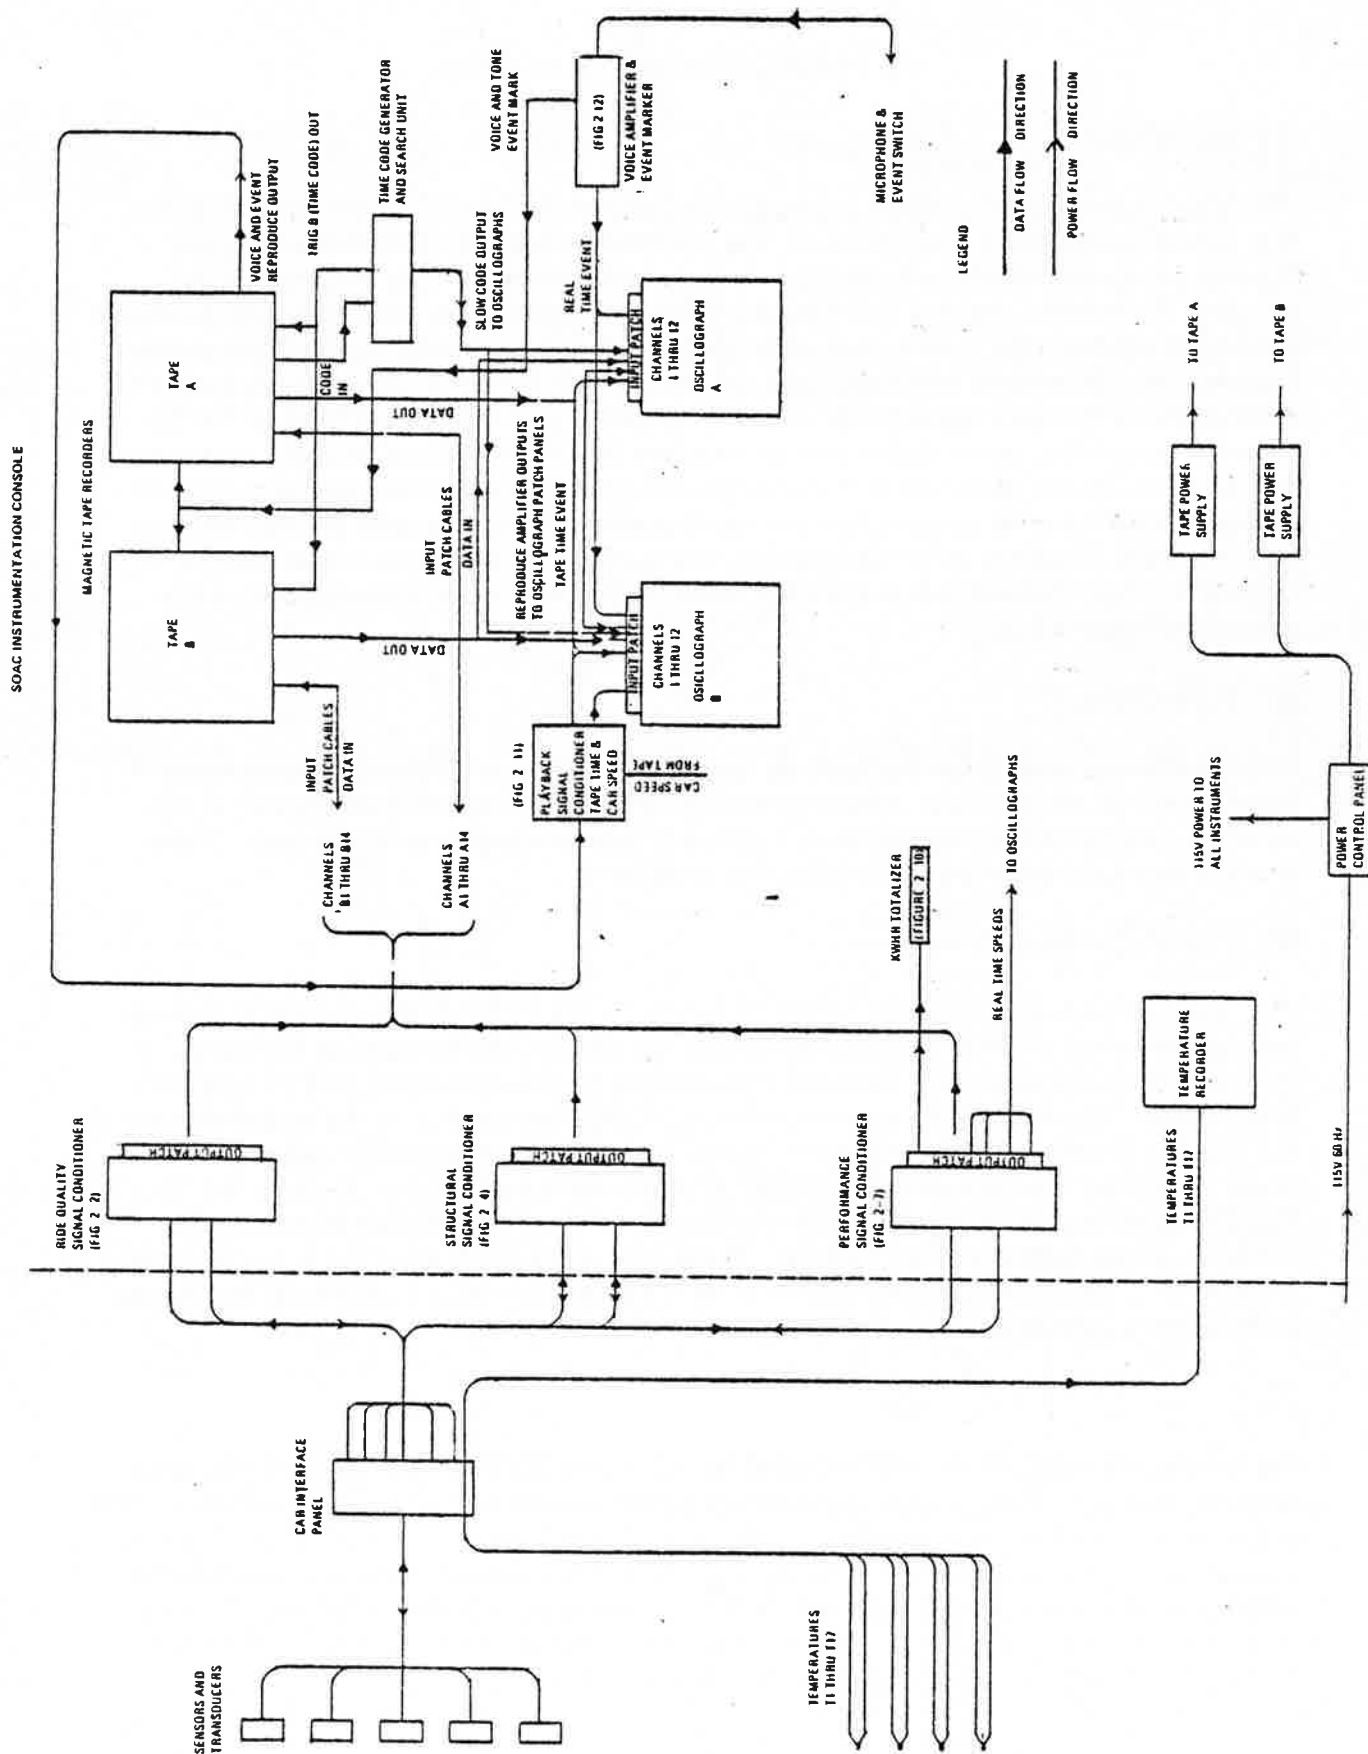 SOAC INSTRUMENTATION CONSOLE
MAGNETIC TAPE RECORDERS
TAPE
A
TAPE
B
VOICE AND EVENT
REPRODUCE OUTPUT
IRIG B (TIME CODE) OUT
TIME CODE GENERATOR
AND SEARCH UNIT
CODE
IN
DATA OUT
DATA OUT
VOICE AND TONE
EVENT MARK
SLOW CODE OUTPUT
TO OSCILLOGRAPHS
(FIG 2 12)
VOICE AMPLIFIER &
EVENT MARKER
MICROPHONE &
EVENT SWITCH
REAL
TIME EVENT
INPUT
PATCH CABLES
DATA IN
INPUT
PATCH CABLES
DATA IN
REPRODUCE AMPLIFIER OUTPUTS
TO OSCILLOGRAPH PATCH PANELS
TAPE TIME EVENT
INPUT PATCH
CHANNELS
1 THRU 12
OSCILLOGRAPH
A
INPUT PATCH
CHANNELS
1 THRU 12
OSICLLOGRAPH
B
(FIG 2 11)
PLAYBACK
SIGNAL
CONDITIONER
TAPE TIME &
CAR SPEED
CAR SPEED
FROM TAPE
CHANNELS
B1 THRU B14
CHANNELS
A1 THRU A14
LEGEND
DATA FLOW DIRECTION
POWER FLOW DIRECTION
TO TAPE A
TO TAPE B
TAPE POWER
SUPPLY
TAPE POWER
SUPPLY
115V POWER TO
ALL INSTRUMENTS
POWER
CONTROL PANEL
115V 60 Hz
KWHR TOTALIZER
(FIGURE 2 10)
REAL TIME SPEEDS
TO OSCILLOGRAPHS
TEMPERATURE
RECORDER
TEMPERATURES
T1 THRU T12
RIDE QUALITY
SIGNAL CONDITIONER
(FIG 2 2)
OUTPUT PATCH
STRUCTURAL
SIGNAL CONDITIONER
(FIG 2 4)
OUTPUT PATCH
PERFORMANCE
SIGNAL CONDITIONER
(FIG. 2-7)
OUTPUT PATCH
CAR INTERFACE
PANEL
SENSORS AND
TRANSDUCERS
TEMPERATURES
T1 THRU T12